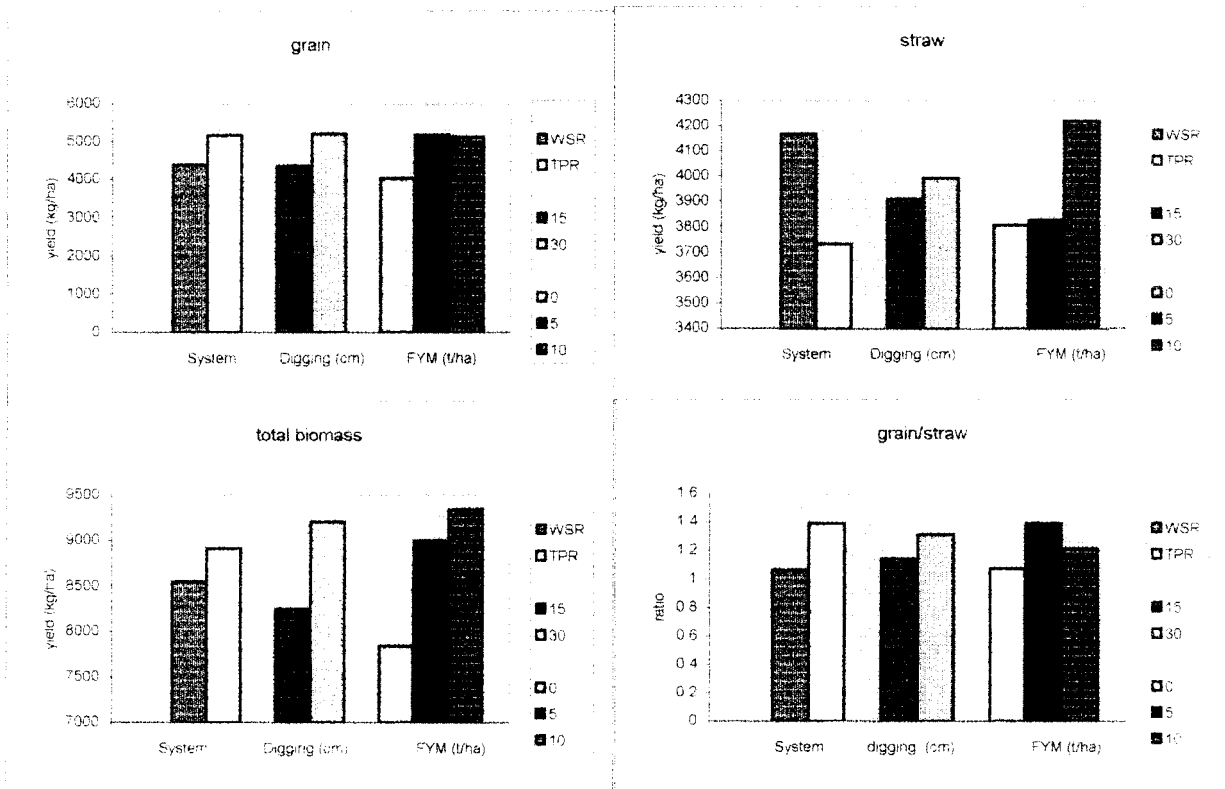 grain
6000
5000
4000
3000
2000
1000
0
yield (kg/ha)
System Digging (cm) FYM (t/ha)
WSR
TPR
15
30
0
5
10
straw
4300
4200
4100
4000
3900
3800
3700
3600
3500
3400
yield (kg/ha)
System Digging (cm) FYM (t/ha)
WSR
TPR
15
30
0
5
10
total biomass
9500
9000
8500
8000
7500
7000
yield (kg/ha)
System Digging (cm) FYM (t/ha)
WSR
TPR
15
30
0
5
10
grain/straw
1.6
1.4
1.2
1
0.8
0.6
0.4
0.2
0
ratio
System digging (cm) FYM (t/ha)
WSR
TPR
15
30
0
5
10